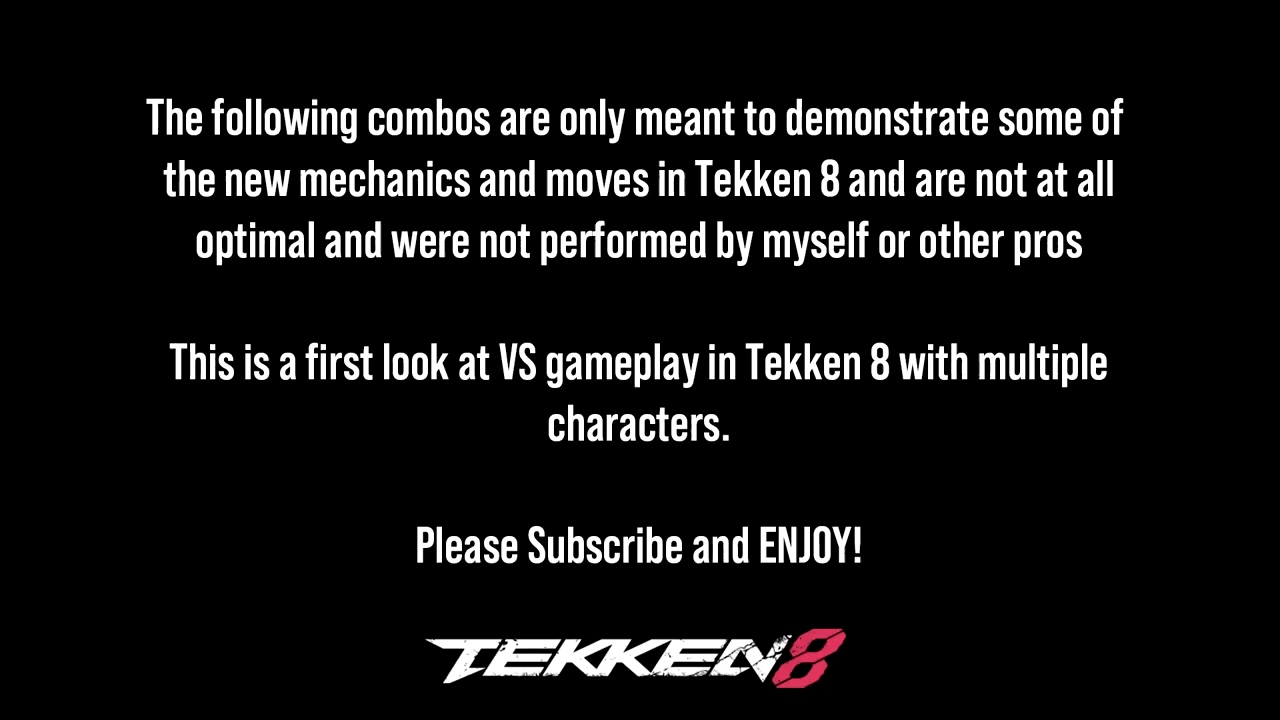 The following combos are only meant to demonstrate some of
the new mechanics and moves in Tekken 8 and are not at all
optimal and were not performed by myself or other pros
This is a first look at VS gameplay in Tekken 8 with multiple
characters.
Please Subscribe and ENJOY!
TEKKEN 8